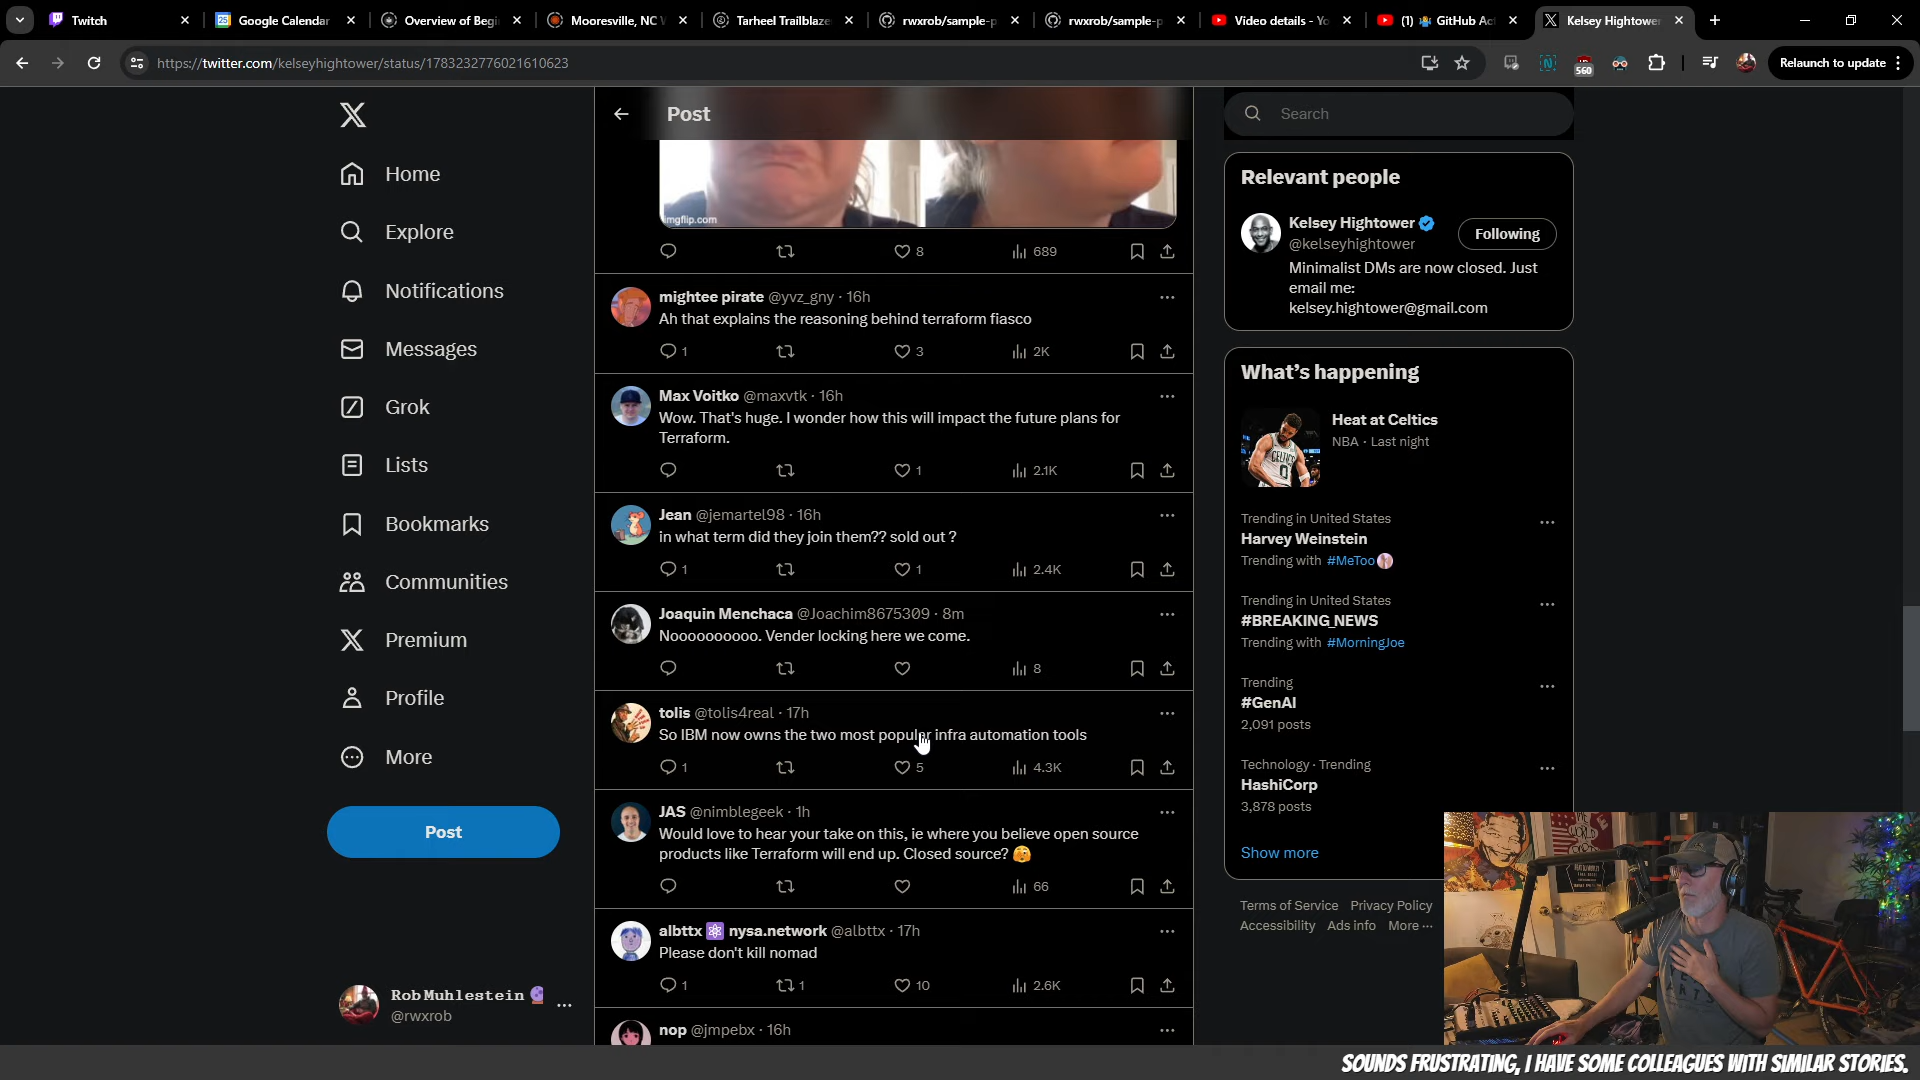 Twitch
Google Calendar
Overview of Begi
Mooresville, NC W
Tarheel Trailblaze
rwxrob/sample-p
rwxrob/sample-p
Video details - Yo
(1) GitHub Ac
Kelsey Hightower
https://twitter.com/kelseyhightower/status/1783232776021610623
560
Relaunch to update
Home
Explore
Notifications
Messages
Grok
Lists
Bookmarks
Communities
Premium
Profile
More
Post
Rob Muhlestein
@rwxrob
Post
imgflip.com
8 689
mightee pirate @yvz_gny · 16h
Ah that explains the reasoning behind terraform fiasco
1 3 2K
Max Voitko @maxvtk · 16h
Wow. That's huge. I wonder how this will impact the future plans for
Terraform.
1 2.1K
Jean @jemartel98 · 16h
in what term did they join them?? sold out ?
1 1 2.4K
Joaquin Menchaca @Joachim8675309 · 8m
Noooooooooo. Vender locking here we come.
8
tolis @tolis4real · 17h
So IBM now owns the two most popular infra automation tools
1 5 4.3K
JAS @nimblegeek · 1h
Would love to hear your take on this, ie where you believe open source
products like Terraform will end up. Closed source?
66
albttx nysa.network @albttx · 17h
Please don't kill nomad
1 1 10 2.6K
nop @jmpebx · 16h
Search
Relevant people
Kelsey Hightower
@kelseyhightower
Following
Minimalist DMs are now closed. Just
email me:
kelsey.hightower@gmail.com
What's happening
Heat at Celtics
NBA · Last night
Trending in United States
Harvey Weinstein
Trending with #MeToo
Trending in United States
#BREAKING_NEWS
Trending with #MorningJoe
Trending
#GenAI
2,091 posts
Technology · Trending
HashiCorp
3,878 posts
Show more
Terms of Service Privacy Policy
Accessibility Ads info More ···
SOUNDS FRUSTRATING, I HAVE SOME COLLEAGUES WITH SIMILAR STORIES.